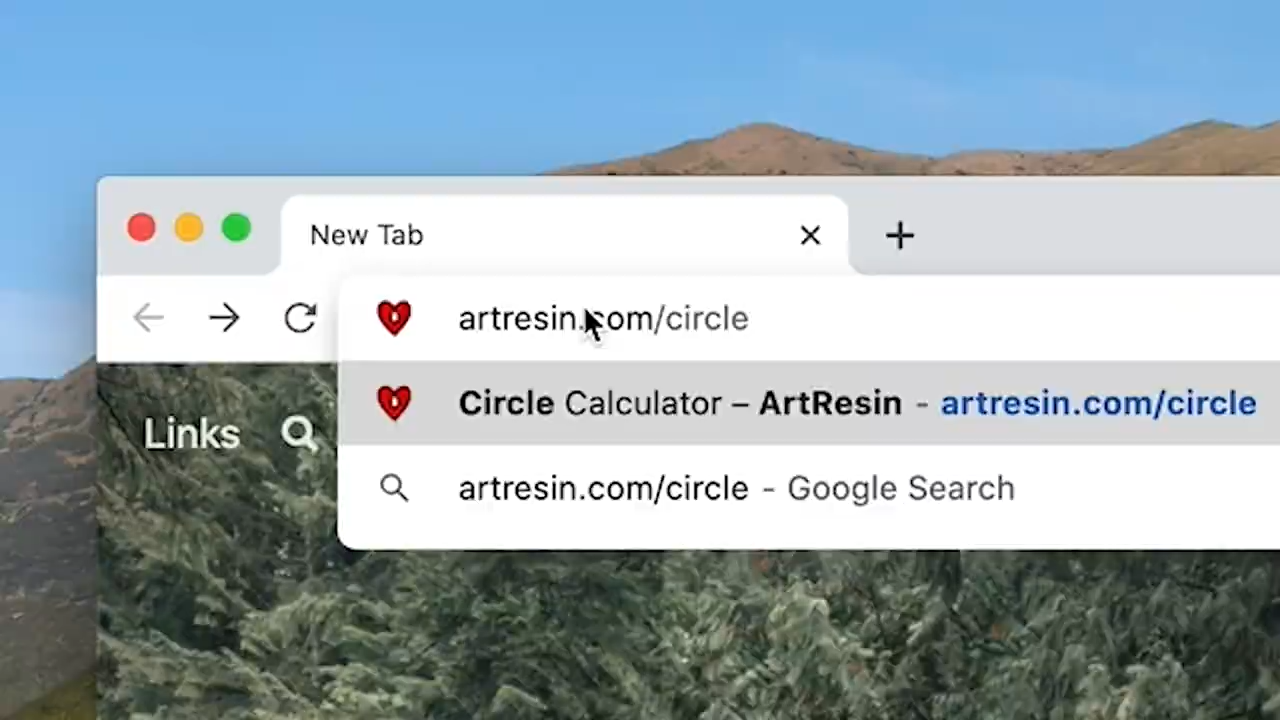 New Tab
artresin.com/circle
Circle Calculator – ArtResin - artresin.com/circle
Links
artresin.com/circle - Google Search